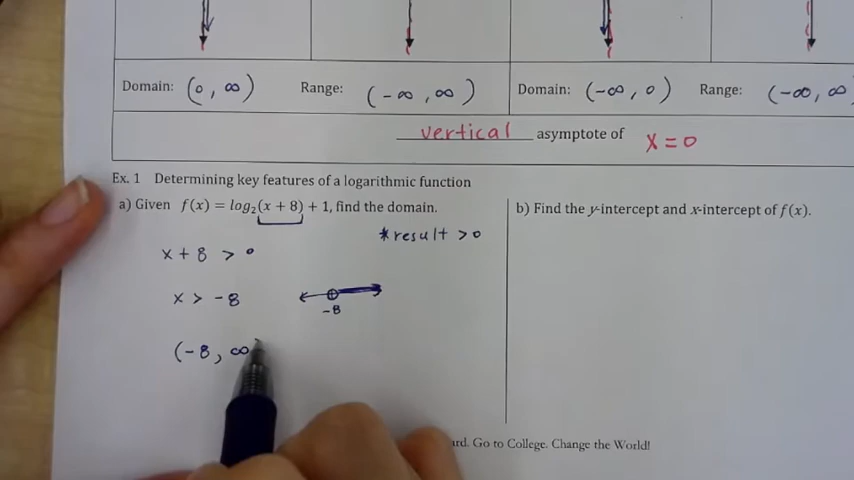 Domain: (0, ∞) Range: (-∞, ∞) Domain: (-∞, 0) Range: (-∞, ∞
vertical asymptote of x = 0
Ex. 1 Determining key features of a logarithmic function
a) Given f(x) = log₂(x + 8) + 1, find the domain.
*result > 0
x + 8 > 0
x > -8
-8
(-8, ∞)
b) Find the y-intercept and x-intercept of f(x).
Go to College. Change the World!